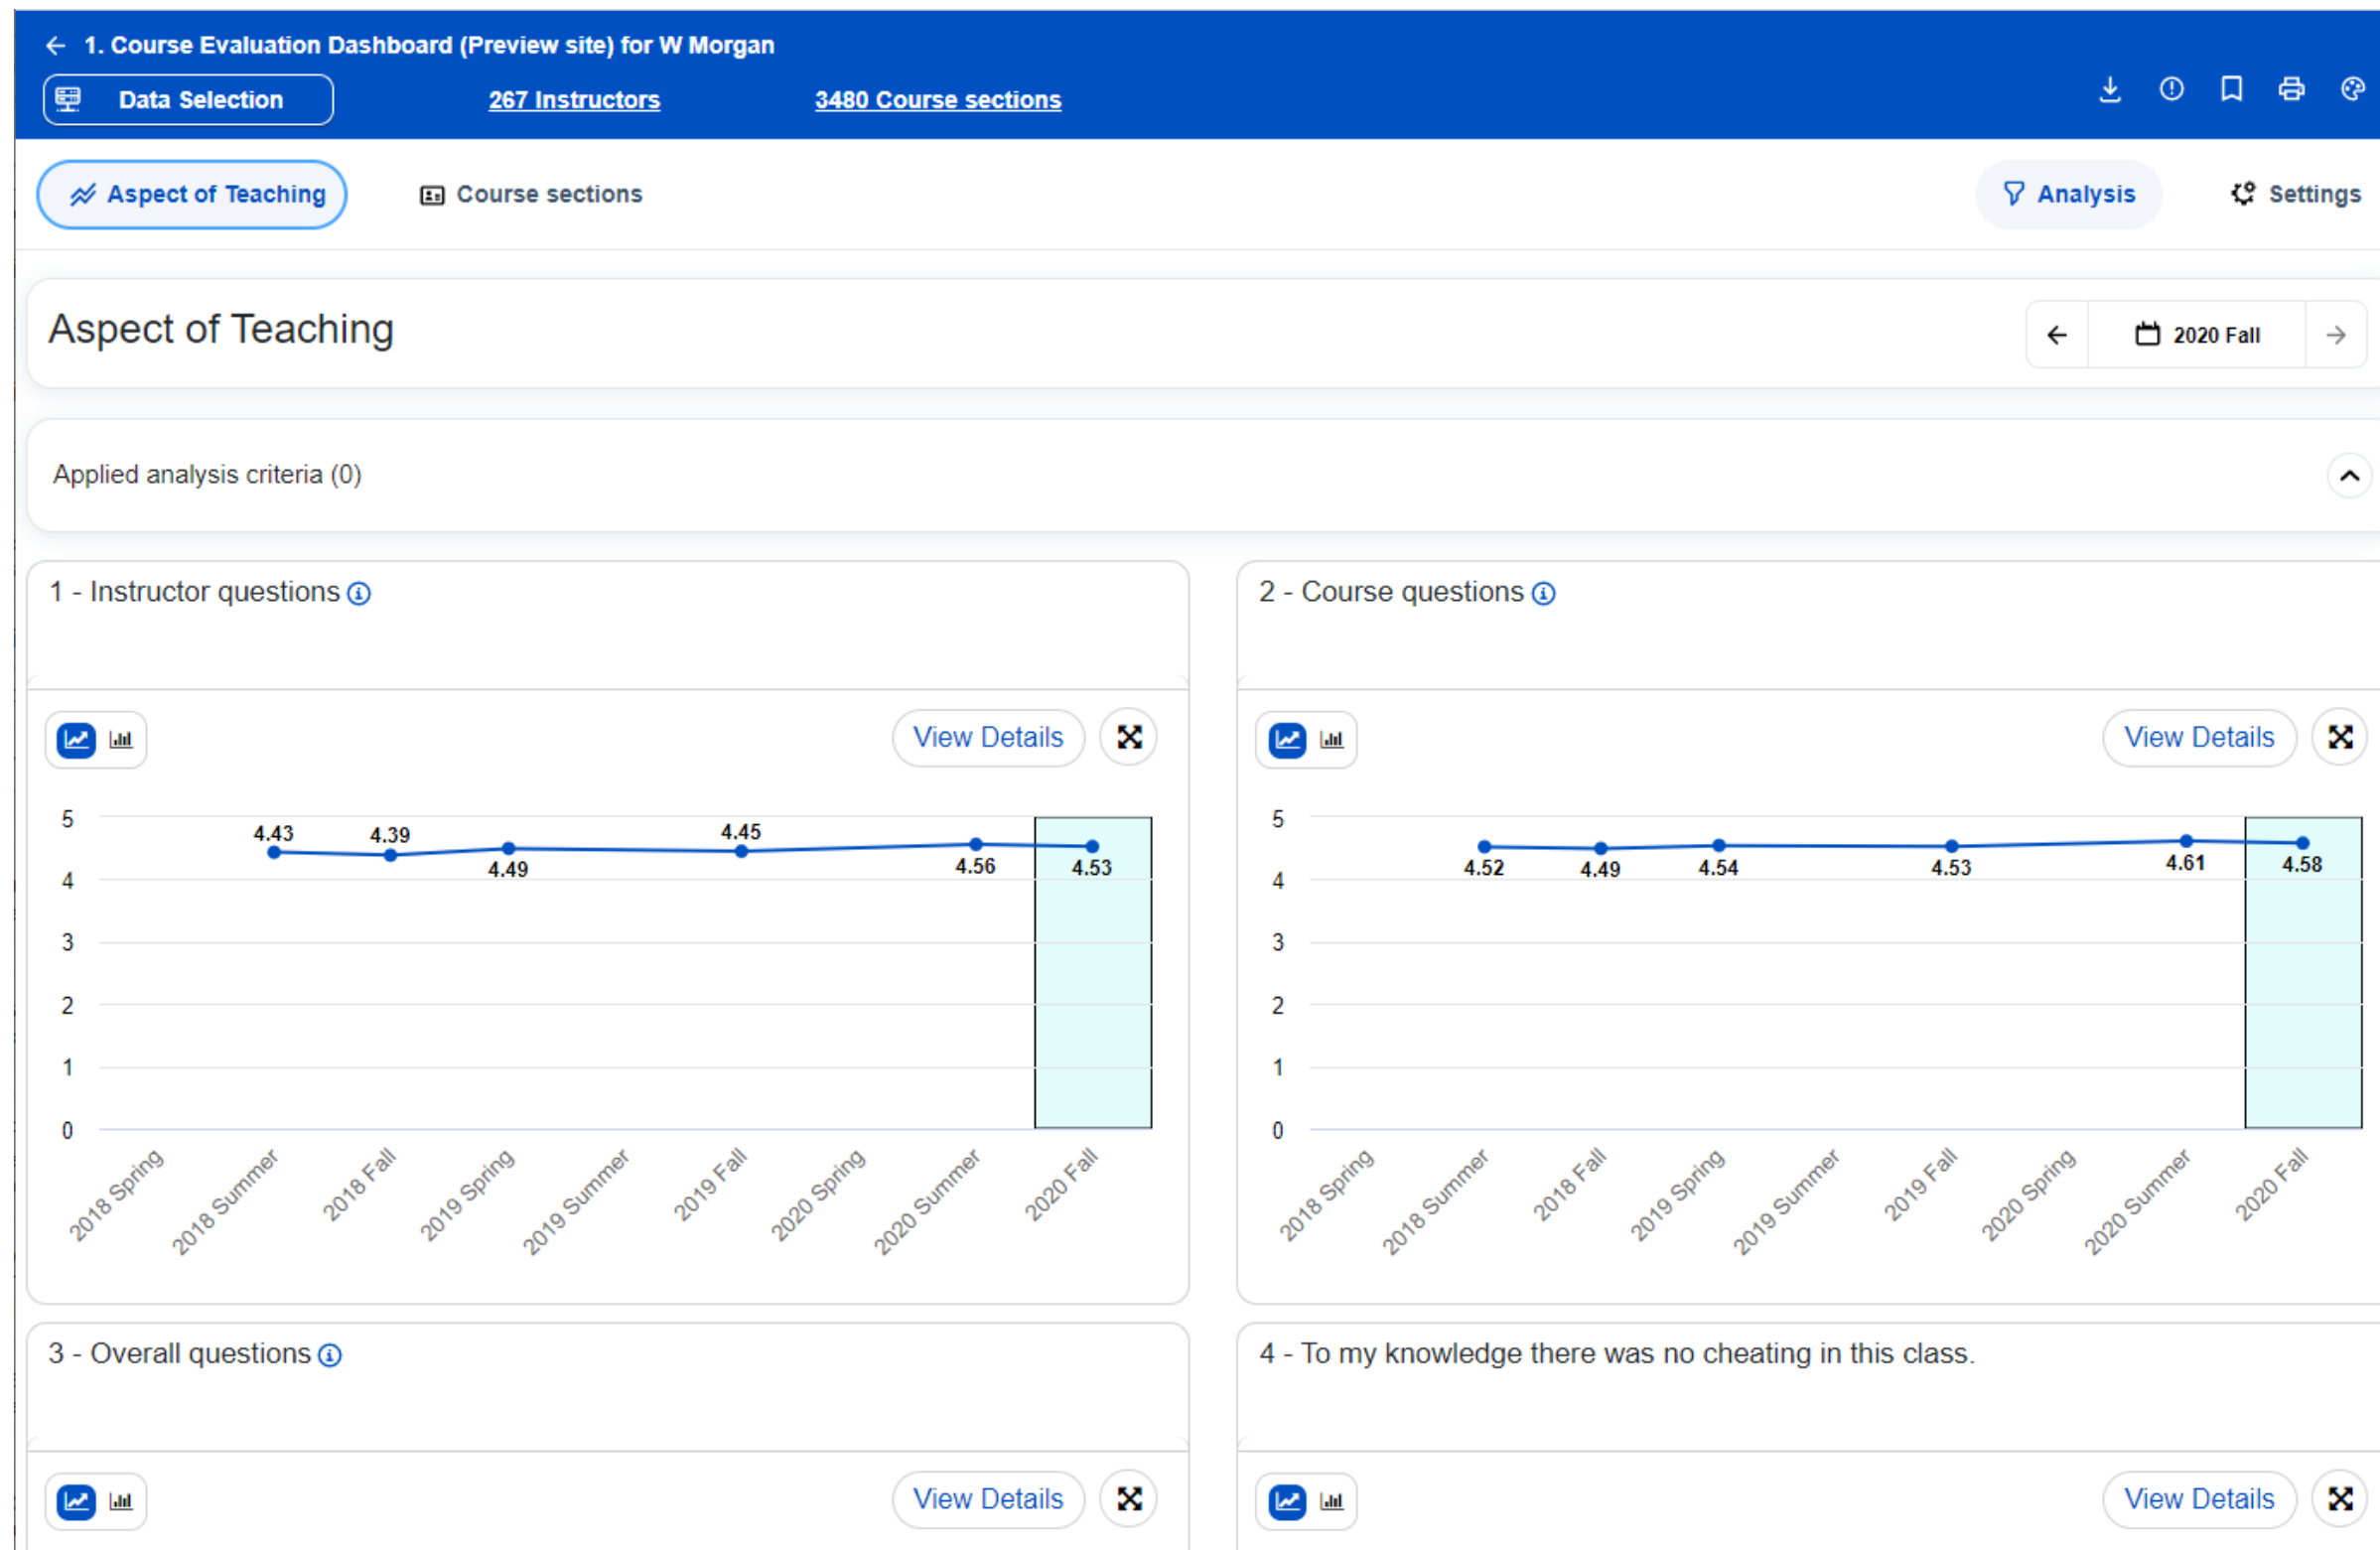 1. Course Evaluation Dashboard (Preview site) for W Morgan
Data Selection 267 Instructors 3480 Course sections
Aspect of Teaching Course sections Analysis Settings
Aspect of Teaching 2020 Fall
Applied analysis criteria (0)
1 - Instructor questions
View Details
5
4
3
2
1
0
4.43 4.39 4.49 4.45 4.56 4.53
2018 Spring 2018 Summer 2018 Fall 2019 Spring 2019 Summer 2019 Fall 2020 Spring 2020 Summer 2020 Fall
2 - Course questions
View Details
5
4
3
2
1
0
4.52 4.49 4.54 4.53 4.61 4.58
2018 Spring 2018 Summer 2018 Fall 2019 Spring 2019 Summer 2019 Fall 2020 Spring 2020 Summer 2020 Fall
3 - Overall questions
View Details
4 - To my knowledge there was no cheating in this class.
View Details